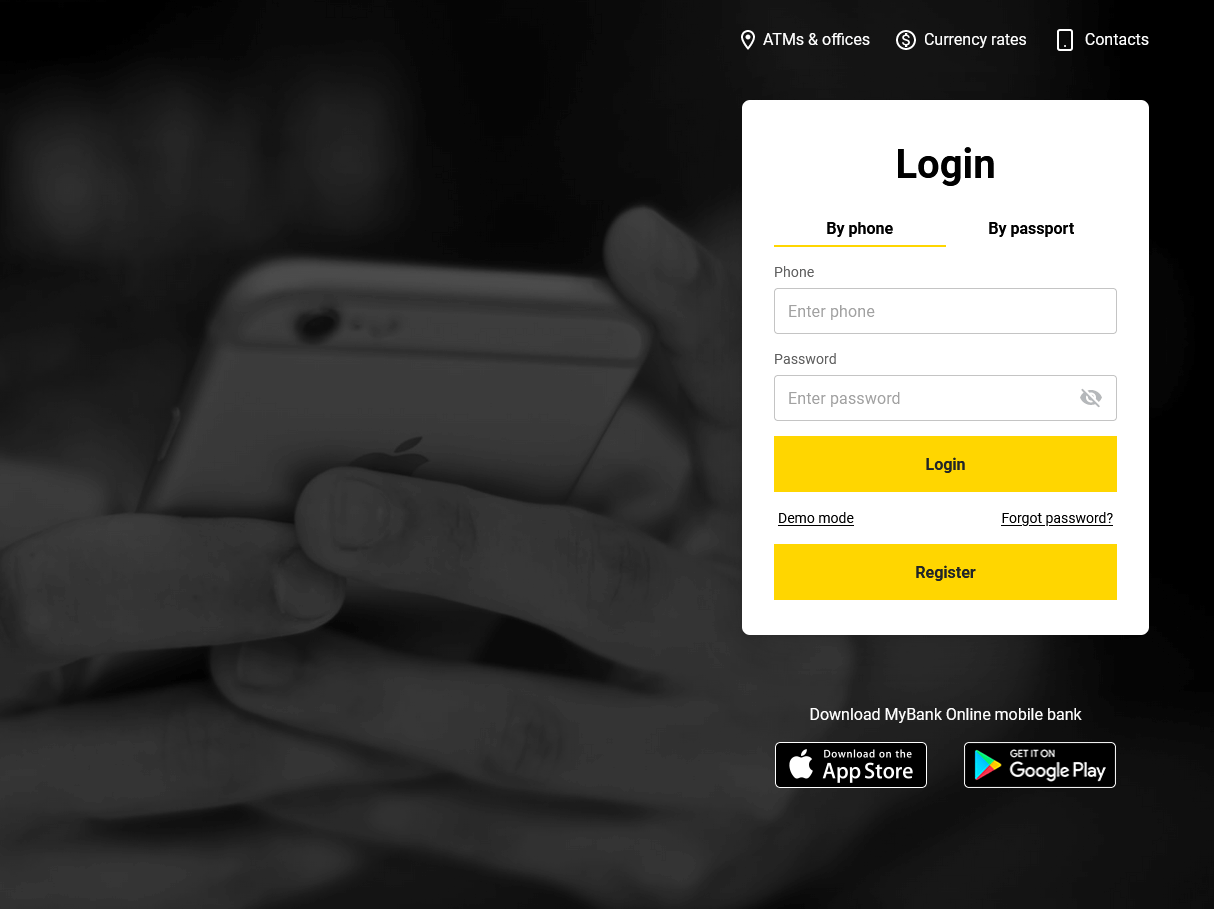 ATMs & offices
Currency rates
Contacts
Login
By phone
By passport
Phone
Enter phone
Password
Enter password
Login
Demo mode
Forgot password?
Register
Download MyBank Online mobile bank
Download on the
App Store
GET IT ON
Google Play